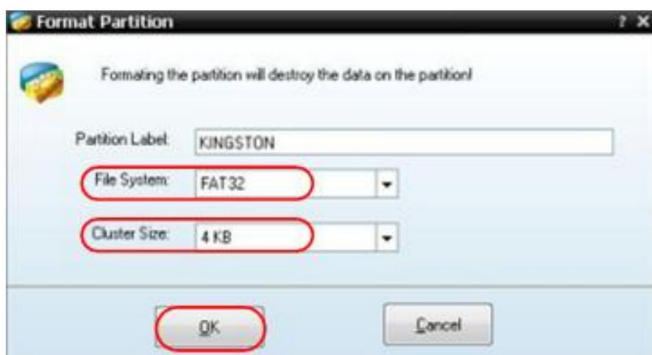 Format Partition ? X
Formating the partition will destroy the data on the partition!
Partition Label: KINGSTON
File System: FAT32
Cluster Size: 4 KB
OK Cancel